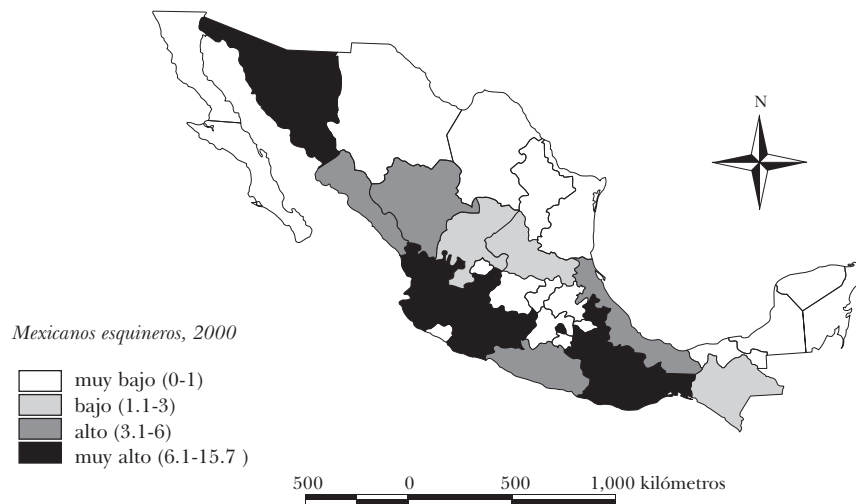 N
Mexicanos esquineros, 2000
muy bajo (0-1)
bajo (1.1-3)
alto (3.1-6)
muy alto (6.1-15.7 )
500 0 500 1,000 kilómetros